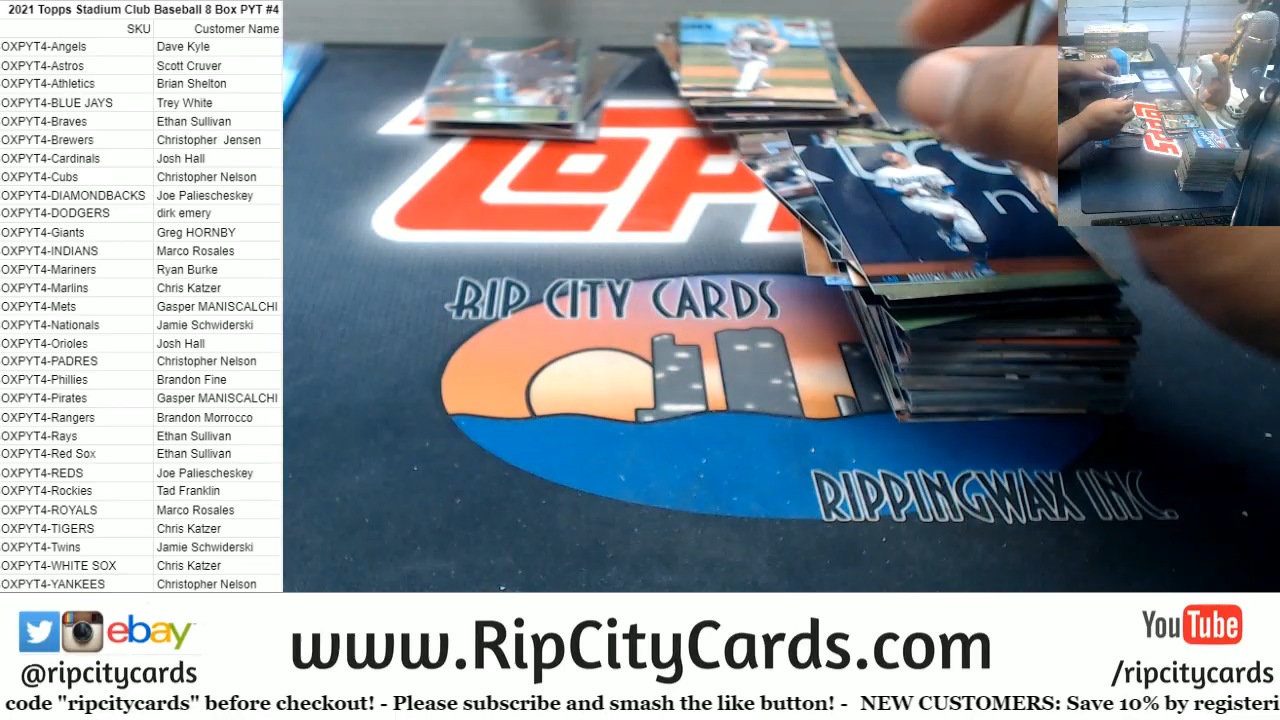 2021 Topps Stadium Club Baseball 8 Box PYT #4
SKU Customer Name
OXPYT4-Angels Dave Kyle
OXPYT4-Astros Scott Cruver
OXPYT4-Athletics Brian Shelton
OXPYT4-BLUE JAYS Trey White
OXPYT4-Braves Ethan Sullivan
OXPYT4-Brewers Christopher Jensen
OXPYT4-Cardinals Josh Hall
OXPYT4-Cubs Christopher Nelson
OXPYT4-DIAMONDBACKS Joe Paliescheskey
OXPYT4-DODGERS dirk emery
OXPYT4-Giants Greg HORNBY
OXPYT4-INDIANS Marco Rosales
OXPYT4-Mariners Ryan Burke
OXPYT4-Marlins Chris Katzer
OXPYT4-Mets Gasper MANISCALCHI
OXPYT4-Nationals Jamie Schwiderski
OXPYT4-Orioles Josh Hall
OXPYT4-PADRES Christopher Nelson
OXPYT4-Phillies Brandon Fine
OXPYT4-Pirates Gasper MANISCALCHI
OXPYT4-Rangers Brandon Morrocco
OXPYT4-Rays Ethan Sullivan
OXPYT4-Red Sox Ethan Sullivan
OXPYT4-REDS Joe Paliescheskey
OXPYT4-Rockies Tad Franklin
OXPYT4-ROYALS Marco Rosales
OXPYT4-TIGERS Chris Katzer
OXPYT4-Twins Jamie Schwiderski
OXPYT4-WHITE SOX Chris Katzer
OXPYT4-YANKEES Christopher Nelson
RIP CITY CARDS
RIPPINGWAX INC.
ebay
@ripcitycards
www.RipCityCards.com
YouTube
/ripcitycards
code "ripcitycards" before checkout! - Please subscribe and smash the like button! - NEW CUSTOMERS: Save 10% by registeri